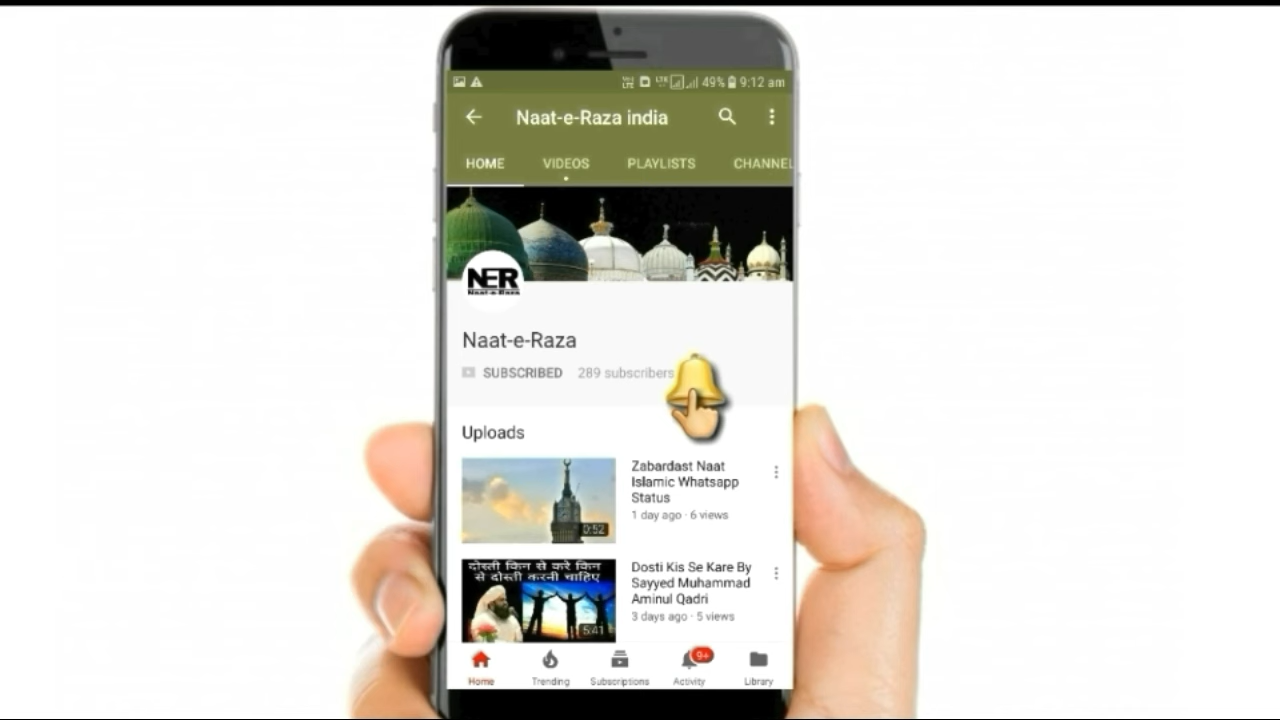 49% 9:12 am
Naat-e-Raza india
HOME VIDEOS PLAYLISTS CHANNEL
NER
Naat-e-Raza
Naat-e-Raza
SUBSCRIBED 289 subscribers
Uploads
Zabardast Naat
Islamic Whatsapp
Status
1 day ago · 6 views
0:52
दोस्ती किन से करे किन
से दोस्ती करनी चाहिए
5:41
Dosti Kis Se Kare By
Sayyed Muhammad
Aminul Qadri
3 days ago · 5 views
9+
Home Trending Subscriptions Activity Library